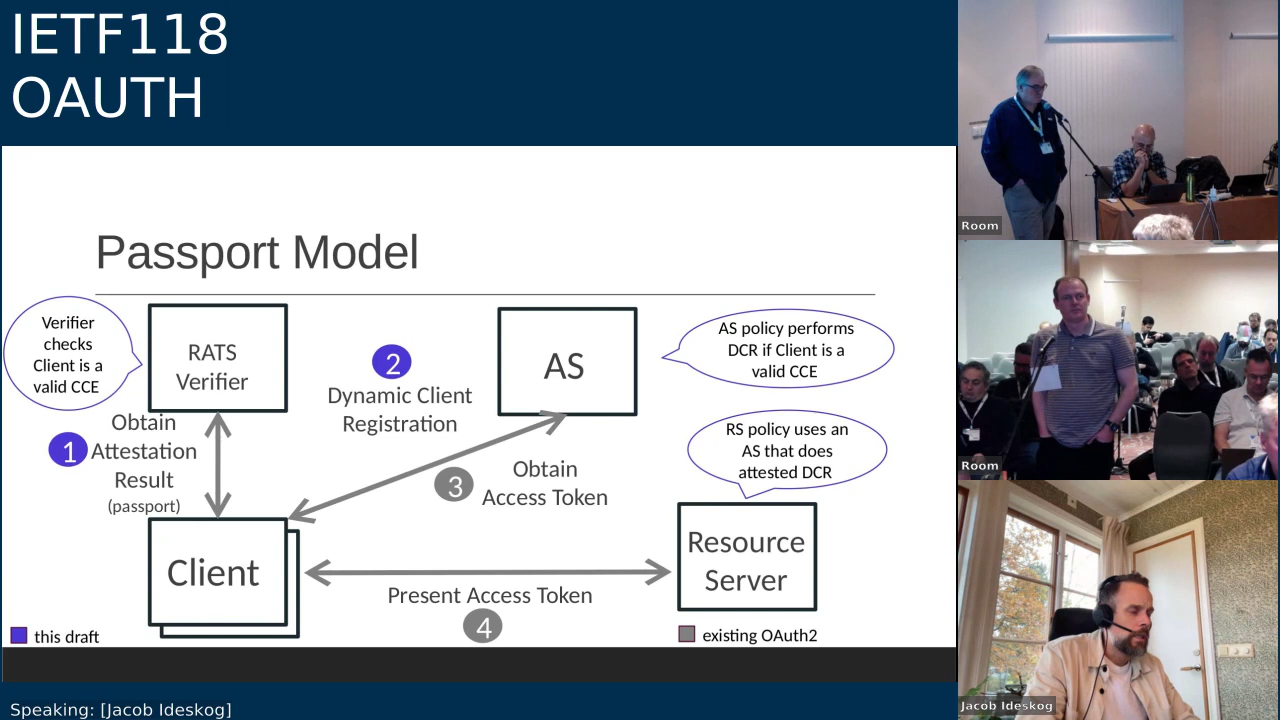 IETF118
OAUTH
Passport Model
Verifier
checks
Client is a
valid CCE
RATS
Verifier
2
Dynamic Client
Registration
AS
AS policy performs
DCR if Client is a
valid CCE
1
Obtain
Attestation
Result
(passport)
3
Obtain
Access Token
RS policy uses an
AS that does
attested DCR
Client
Present Access Token
4
Resource
Server
this draft
existing OAuth2
Speaking: [Jacob Ideskog]
Room
Room
Jacob Ideskog